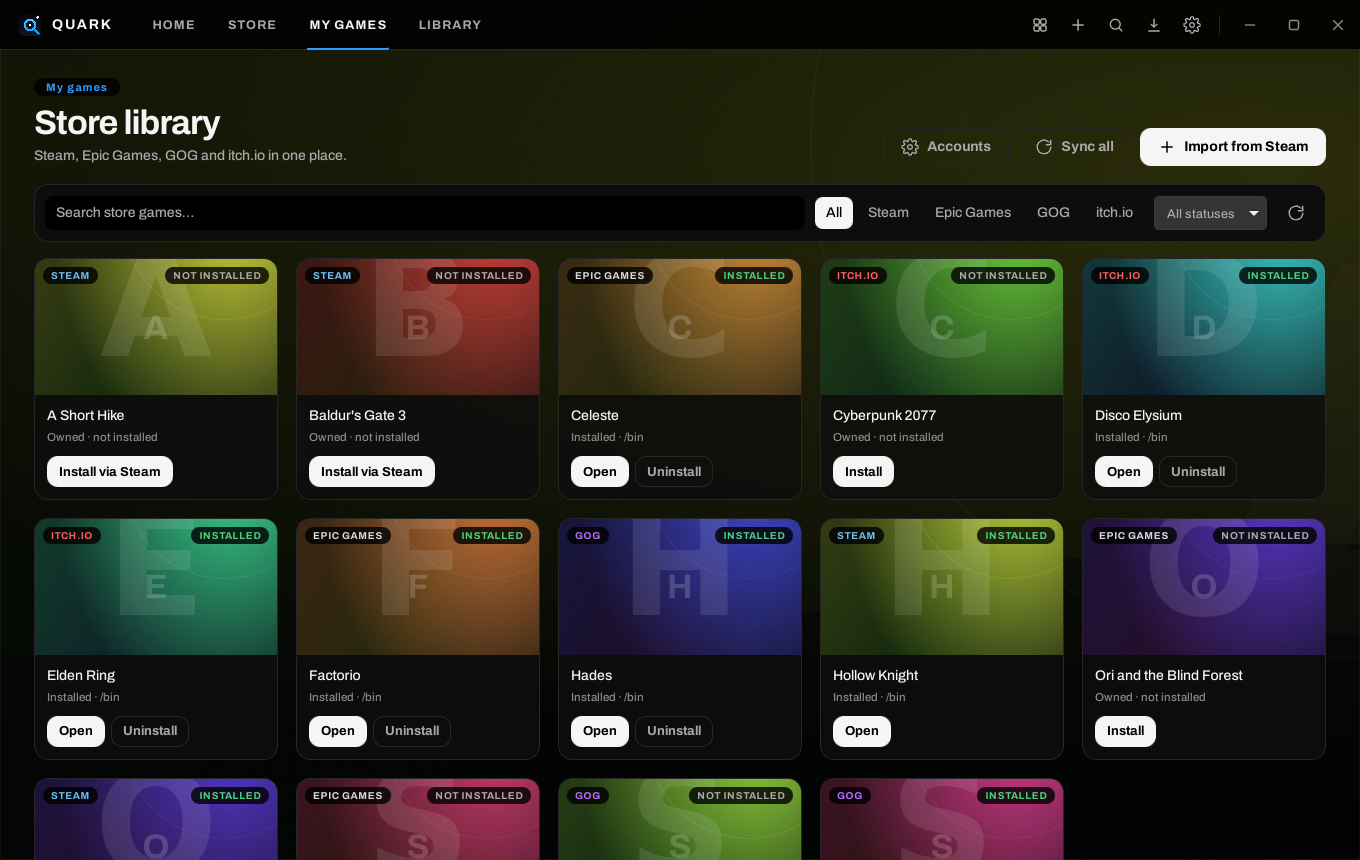 QUARK HOME STORE MY GAMES LIBRARY
My games
Store library
Steam, Epic Games, GOG and itch.io in one place.
Accounts Sync all Import from Steam
Search store games... All Steam Epic Games GOG itch.io All statuses
STEAM NOT INSTALLED STEAM NOT INSTALLED EPIC GAMES INSTALLED ITCH.IO NOT INSTALLED ITCH.IO INSTALLED
A B C C D
A B C C D
A Short Hike Baldur's Gate 3 Celeste Cyberpunk 2077 Disco Elysium
Owned · not installed Owned · not installed Installed · /bin Owned · not installed Installed · /bin
Install via Steam Install via Steam Open Uninstall Install Open Uninstall
ITCH.IO INSTALLED EPIC GAMES INSTALLED GOG INSTALLED STEAM INSTALLED EPIC GAMES NOT INSTALLED
E F H H O
E F H H O
Elden Ring Factorio Hades Hollow Knight Ori and the Blind Forest
Installed · /bin Installed · /bin Installed · /bin Installed · /bin Owned · not installed
Open Uninstall Open Uninstall Open Uninstall Open Install
STEAM INSTALLED EPIC GAMES NOT INSTALLED GOG NOT INSTALLED GOG INSTALLED
O S S S
O S S S